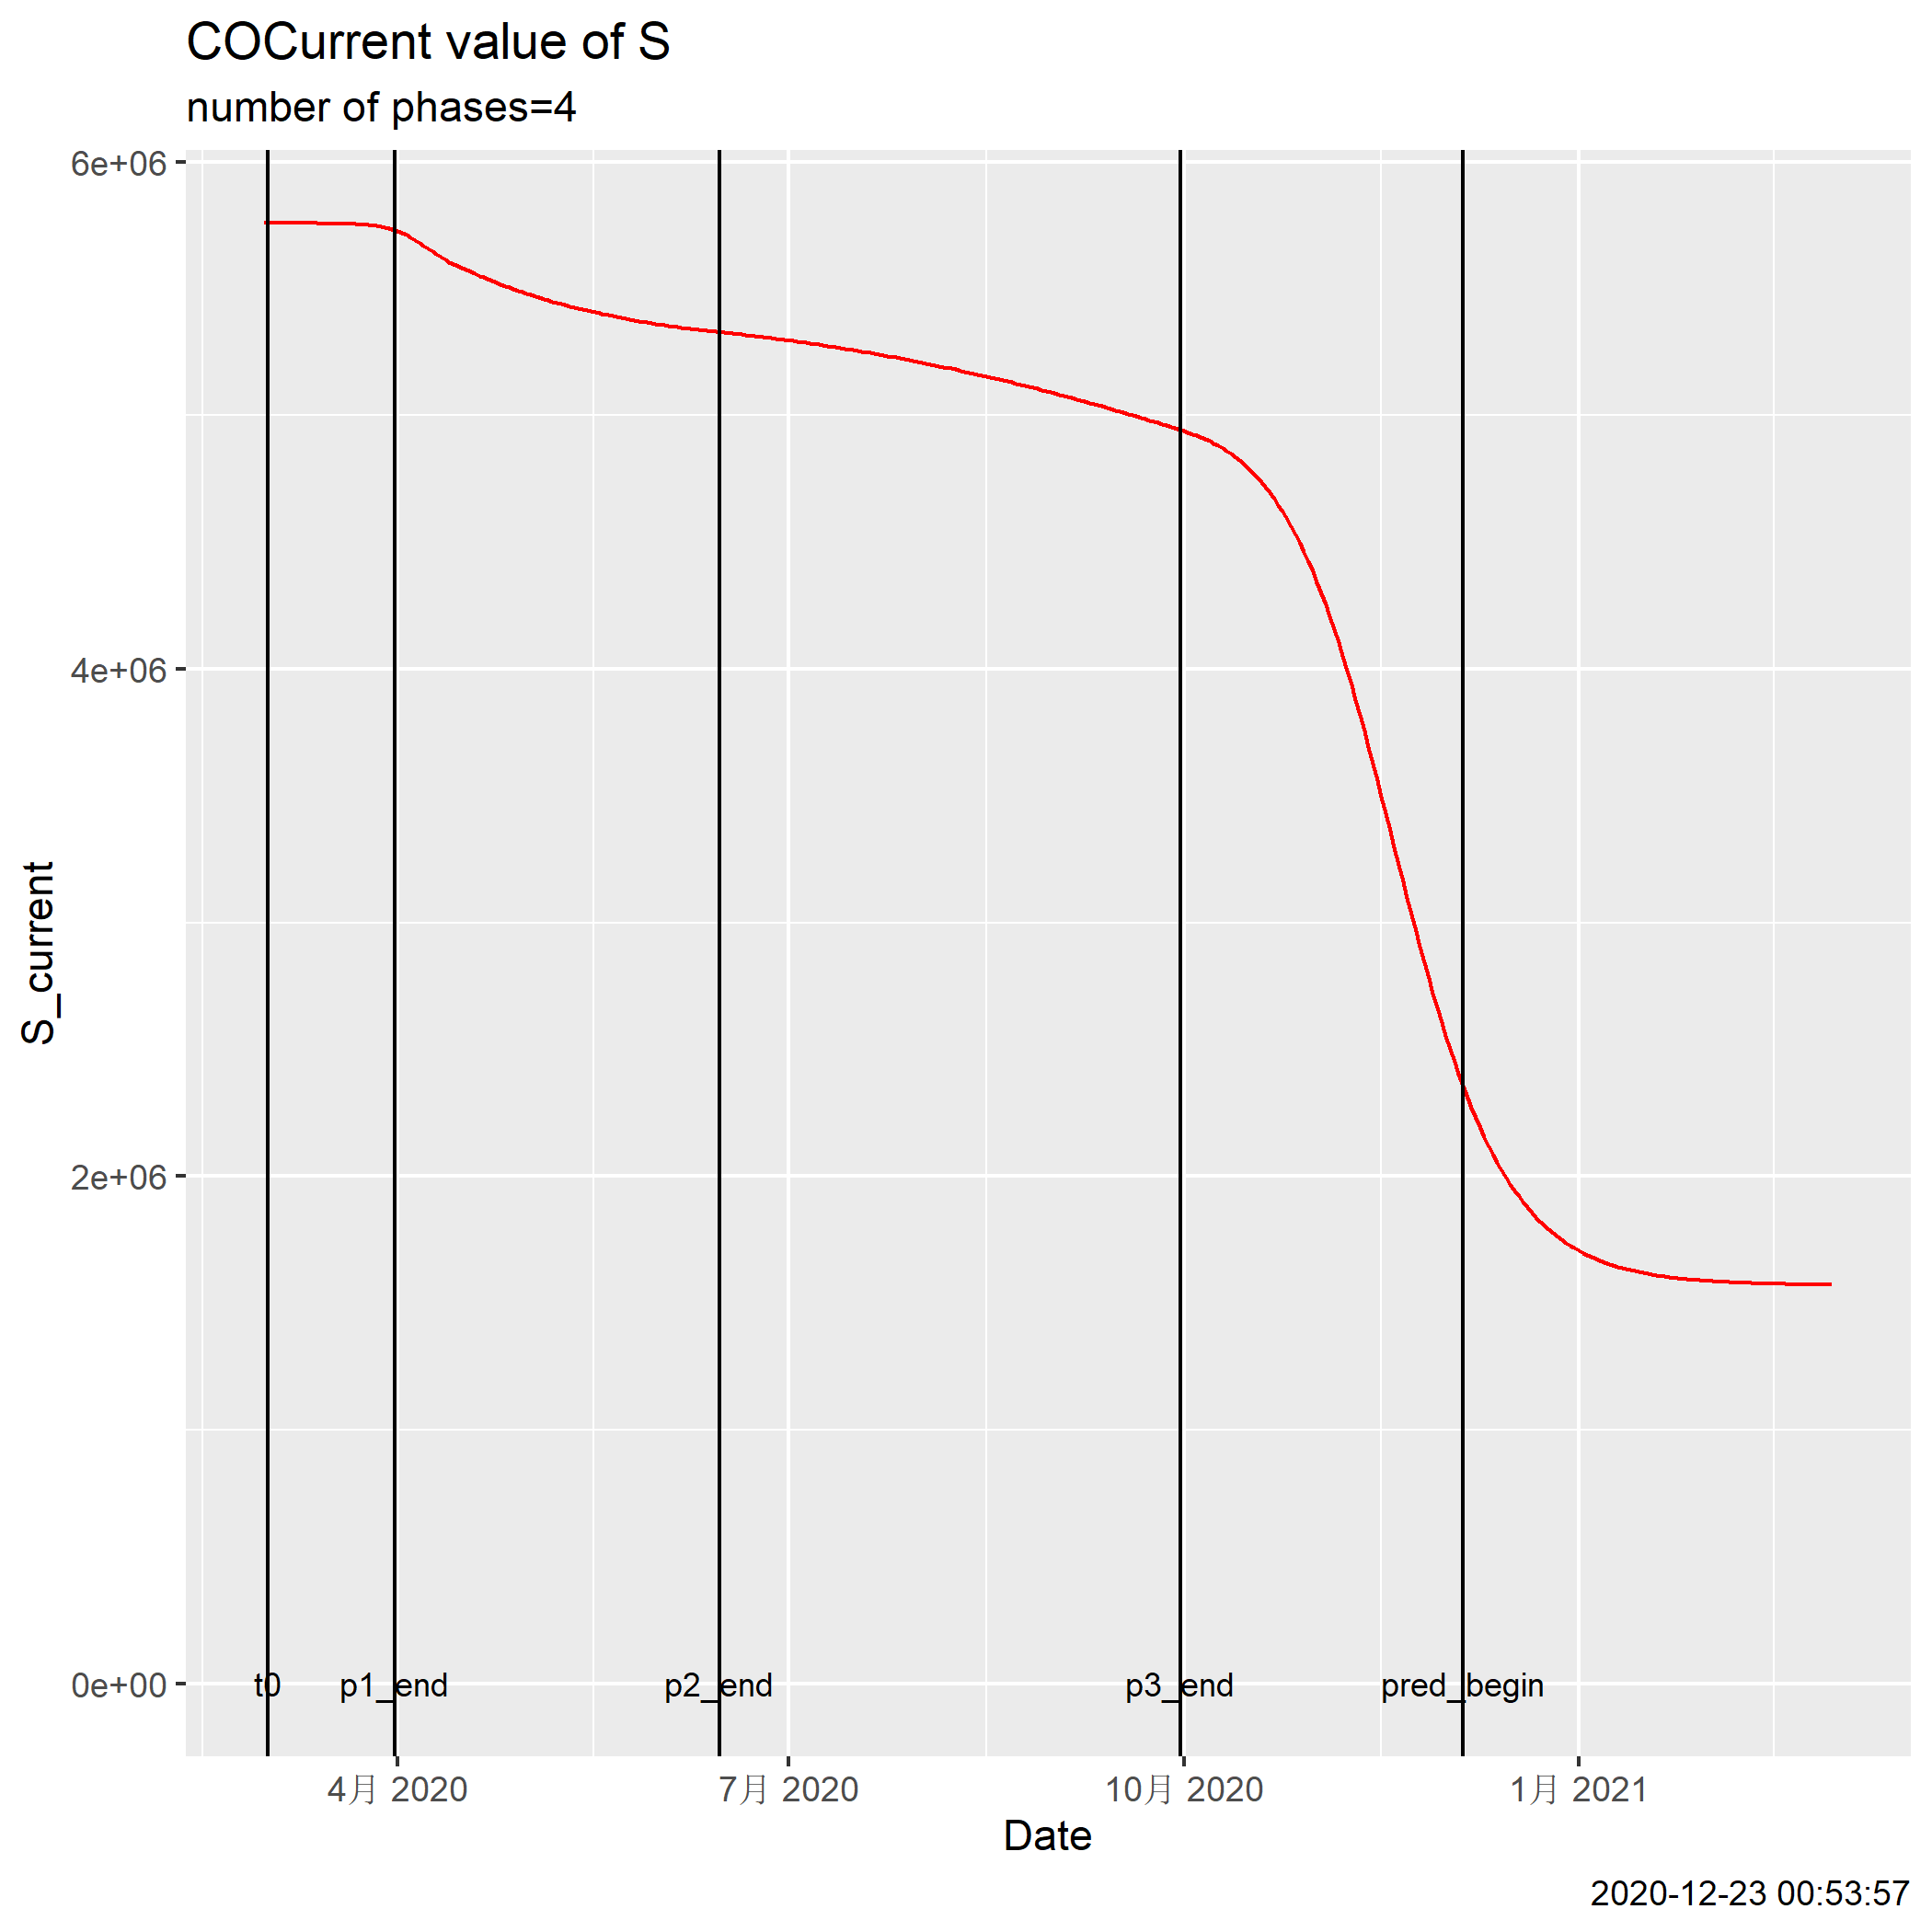 COCurrent value of S
number of phases=4
6e+06
4e+06
2e+06
0e+00
S_current
t0 p1_end p2_end p3_end pred_begin
4月 2020 7月 2020 10月 2020 1月 2021
Date
2020-12-23 00:53:57